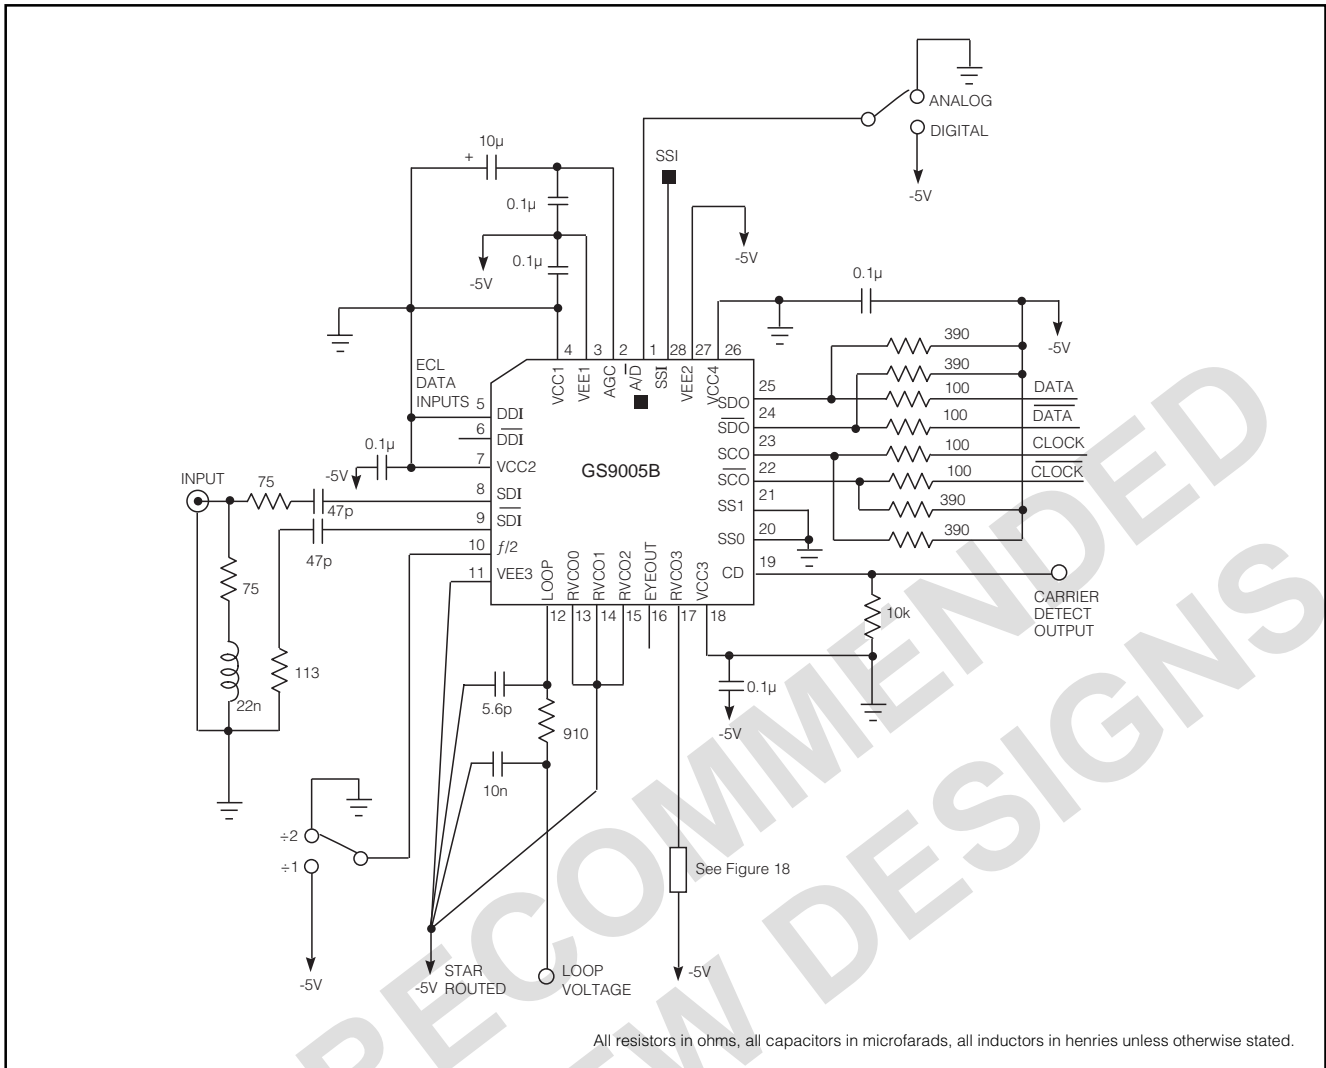 ANALOG
DIGITAL
-5V
10µ
+
0.1µ
-5V
0.1µ
SSI
-5V
0.1µ
-5V
ECL
DATA
INPUTS
4 3 2 1 28 27 26
VCC1 VEE1 AGC A/D SSI VEE2 VCC4
5 DDI
6 DDI
7 VCC2
8 SDI
9 SDI
10 f/2
11 VEE3
GS9005B
25 SDO
24 SDO
23 SCO
22 SCO
21 SS1
20 SS0
19 CD
LOOP RVCO0 RVCO1 RVCO2 EYEOUT RVCO3 VCC3
12 13 14 15 16 17 18
390
390
100 DATA
100 DATA
100 CLOCK
100 CLOCK
390
390
0.1µ
-5V
INPUT
75
47p
47p
75
22n
113
CARRIER
DETECT
OUTPUT
10k
0.1µ
-5V
5.6p
910
10n
÷2
÷1
-5V
See Figure 18
-5V STAR
ROUTED
LOOP
VOLTAGE
-5V
All resistors in ohms, all capacitors in microfarads, all inductors in henries unless otherwise stated.
RECOMMENDED
EW DESIGNS